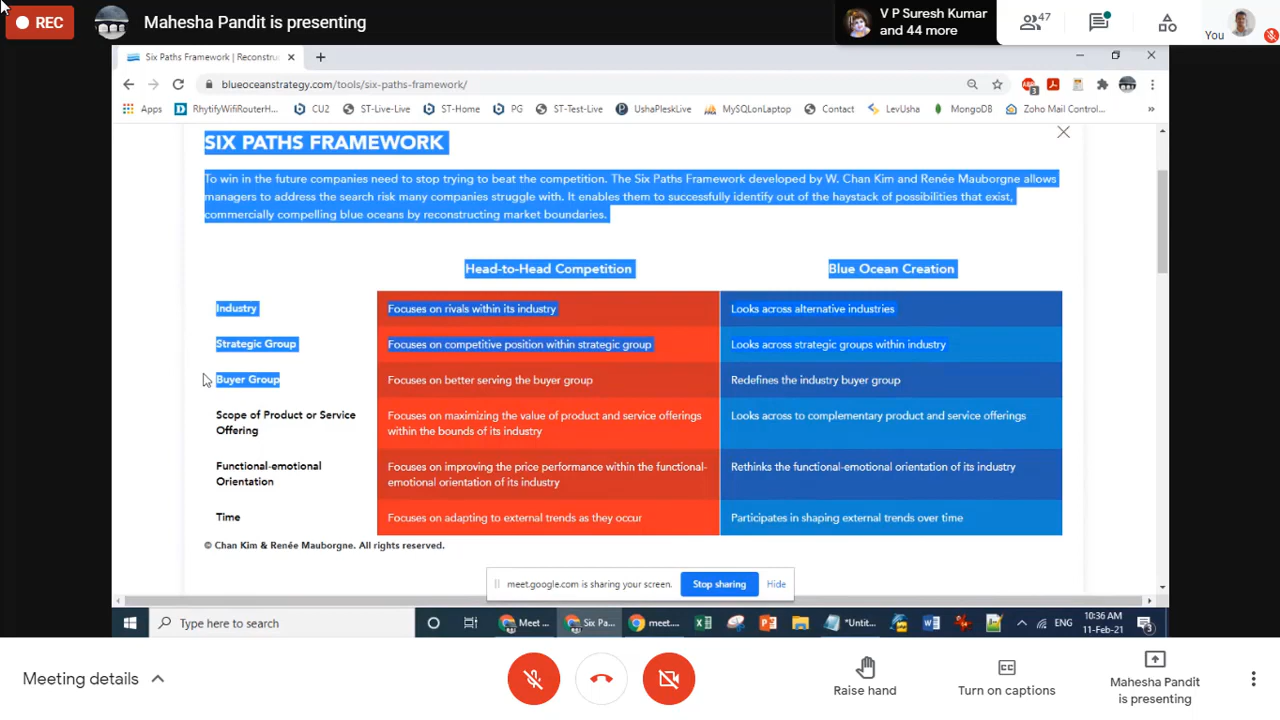 REC
Mahesha Pandit is presenting
V P Suresh Kumar
and 44 more
47
You
Six Paths Framework | Reconstru
blueoceanstrategy.com/tools/six-paths-framework/
Apps
RhytifyWifiRouterH...
CU2
ST-Live-Live
ST-Home
PG
ST-Test-Live
UshaPleskLive
MySQLonLaptop
Contact
LevUsha
MongoDB
Zoho Mail Control...
SIX PATHS FRAMEWORK
To win in the future companies need to stop trying to beat the competition. The Six Paths Framework developed by W. Chan Kim and Renée Mauborgne allows
managers to address the search risk many companies struggle with. It enables them to successfully identify out of the haystack of possibilities that exist,
commercially compelling blue oceans by reconstructing market boundaries.
Head-to-Head Competition
Blue Ocean Creation
Industry
Focuses on rivals within its industry
Looks across alternative industries
Strategic Group
Focuses on competitive position within strategic group
Looks across strategic groups within industry
Buyer Group
Focuses on better serving the buyer group
Redefines the industry buyer group
Scope of Product or Service
Offering
Focuses on maximizing the value of product and service offerings
within the bounds of its industry
Looks across to complementary product and service offerings
Functional-emotional
Orientation
Focuses on improving the price performance within the functional-
emotional orientation of its industry
Rethinks the functional-emotional orientation of its industry
Time
Focuses on adapting to external trends as they occur
Participates in shaping external trends over time
© Chan Kim & Renée Mauborgne. All rights reserved.
meet.google.com is sharing your screen.
Stop sharing
Hide
Type here to search
Meet ...
Six Pa...
meet....
*Untit...
ENG
10:36 AM
11-Feb-21
3
Meeting details
Raise hand
Turn on captions
Mahesha Pandit
is presenting